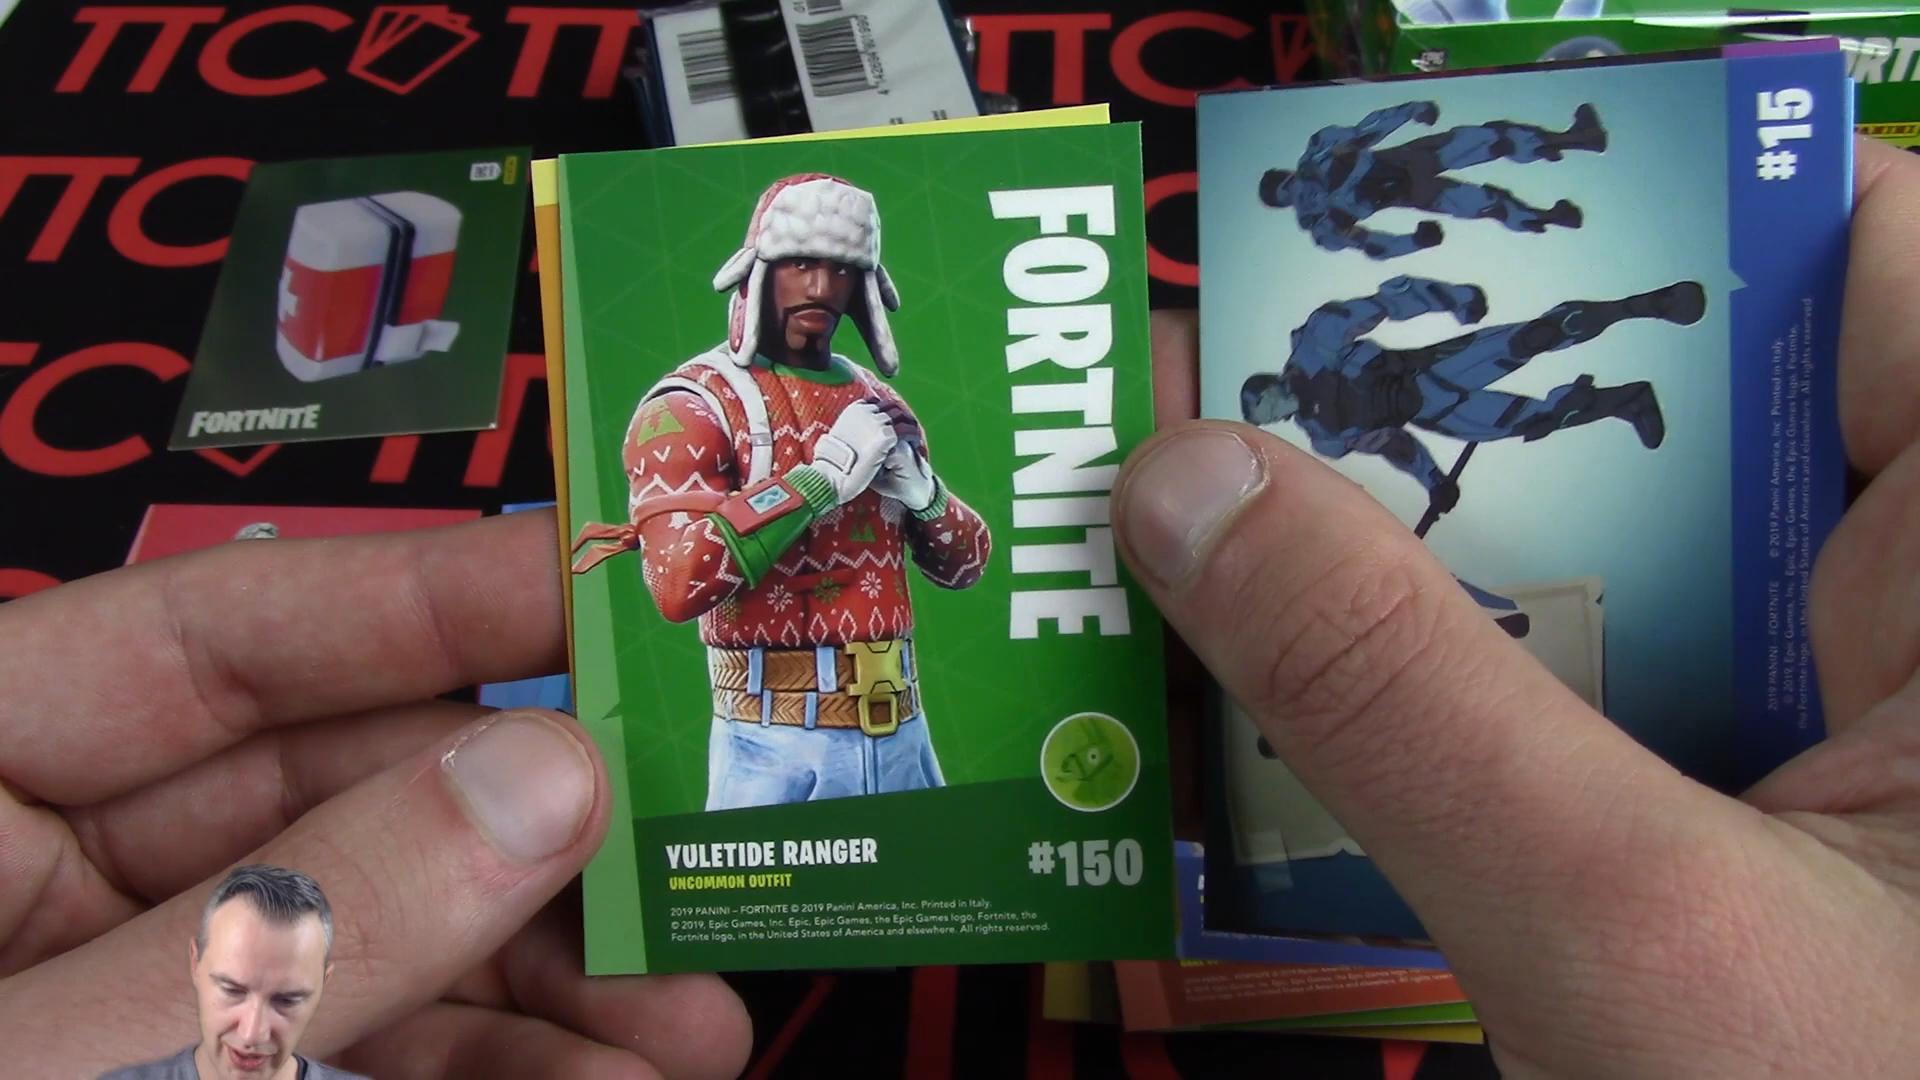 TTC TTC TTC
FORTNITE
FORTNITE
YULETIDE RANGER
UNCOMMON OUTFIT
#150
2019 PANINI – FORTNITE © 2019 Panini America, Inc. Printed in Italy.
© 2019, Epic Games, Inc. Epic, Epic Games, the Epic Games logo, Fortnite, the
Fortnite logo, in the United States of America and elsewhere. All rights reserved.
#15
2019 PANINI – FORTNITE © 2019 Panini America, Inc. Printed in Italy.
© 2019, Epic Games, Inc. Epic, Epic Games, the Epic Games logo, Fortnite,
the Fortnite logo, in the United States of America and elsewhere. All rights reserved